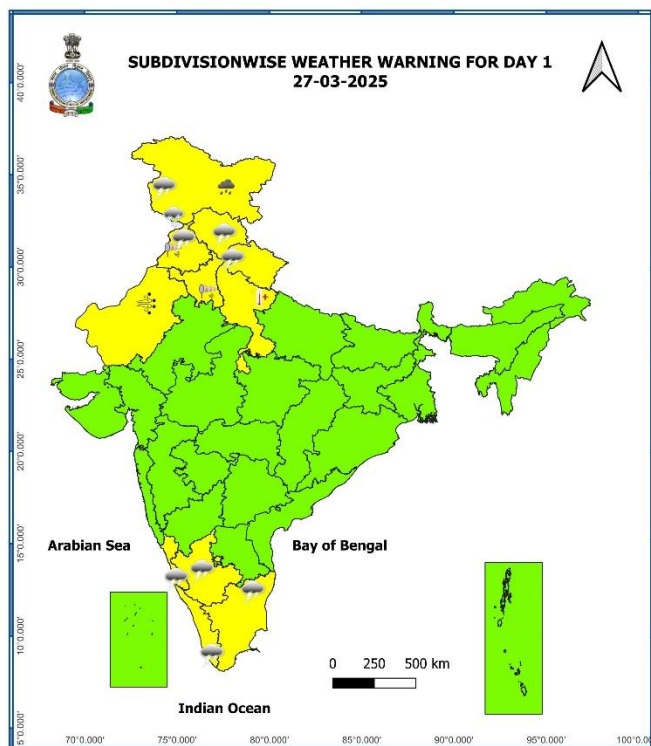 SUBDIVISIONWISE WEATHER WARNING FOR DAY 1
27-03-2025
40°0.000'
35°0.000'
30°0.000'
25°0.000'
20°0.000'
15°0.000'
10°0.000'
5°0.000'
Arabian Sea
Bay of Bengal
0 250 500 km
Indian Ocean
70°0.000' 75°0.000' 80°0.000' 85°0.000' 90°0.000' 95°0.000'